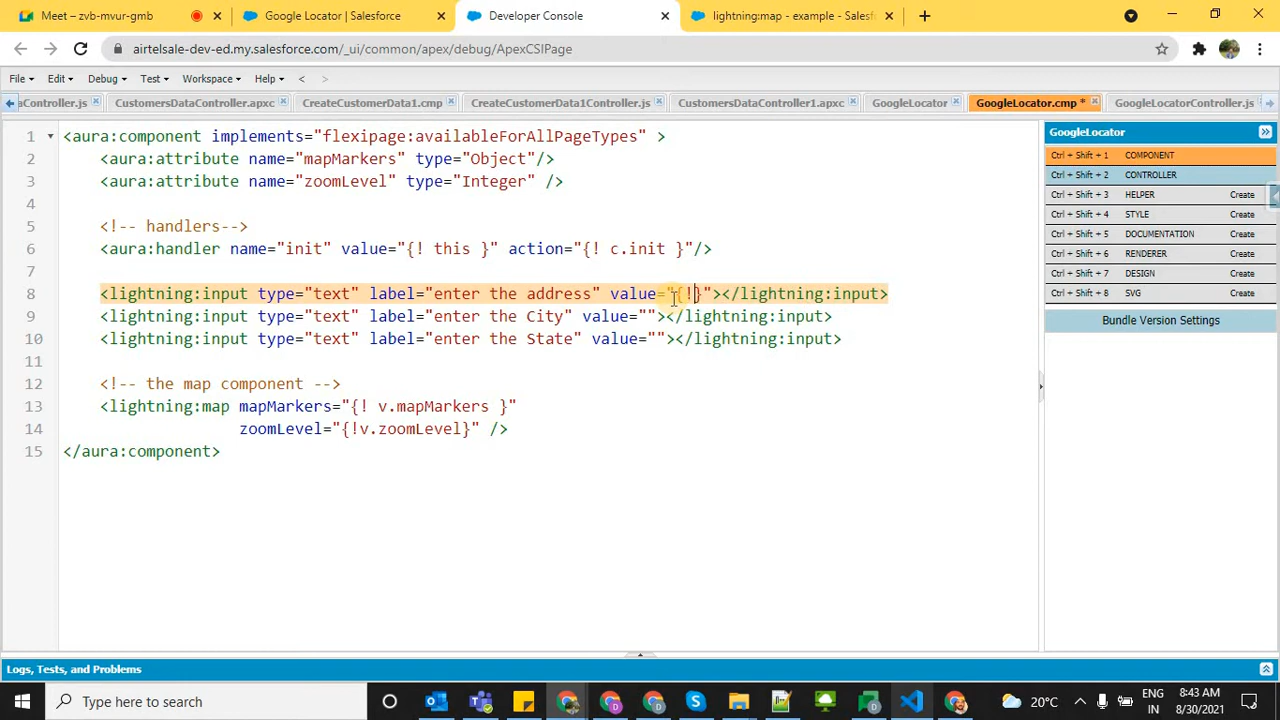 Meet – zvb-mvur-gmb
Google Locator | Salesforce
Developer Console
lightning:map - example - Salesf
airtelsale-dev-ed.my.salesforce.com/_ui/common/apex/debug/ApexCSIPage
File Edit Debug Test Workspace Help < >
aController.js
CustomersDataController.apxc
CreateCustomerData1.cmp
CreateCustomerData1Controller.js
CustomersDataController1.apxc
GoogleLocator
GoogleLocator.cmp *
GoogleLocatorController.js
1 <aura:component implements="flexipage:availableForAllPageTypes" >
2 <aura:attribute name="mapMarkers" type="Object"/>
3 <aura:attribute name="zoomLevel" type="Integer" />
4
5 <!-- handlers-->
6 <aura:handler name="init" value="{! this }" action="{! c.init }"/>
7
8 <lightning:input type="text" label="enter the address" value="{!}"></lightning:input>
9 <lightning:input type="text" label="enter the City" value=""></lightning:input>
10 <lightning:input type="text" label="enter the State" value=""></lightning:input>
11
12 <!-- the map component -->
13 <lightning:map mapMarkers="{! v.mapMarkers }"
14 zoomLevel="{!v.zoomLevel}" />
15 </aura:component>
GoogleLocator
Ctrl + Shift + 1 COMPONENT
Ctrl + Shift + 2 CONTROLLER
Ctrl + Shift + 3 HELPER Create
Ctrl + Shift + 4 STYLE Create
Ctrl + Shift + 5 DOCUMENTATION Create
Ctrl + Shift + 6 RENDERER Create
Ctrl + Shift + 7 DESIGN Create
Ctrl + Shift + 8 SVG Create
Bundle Version Settings
Logs, Tests, and Problems
Type here to search
20°C
ENG
IN
8:43 AM
8/30/2021